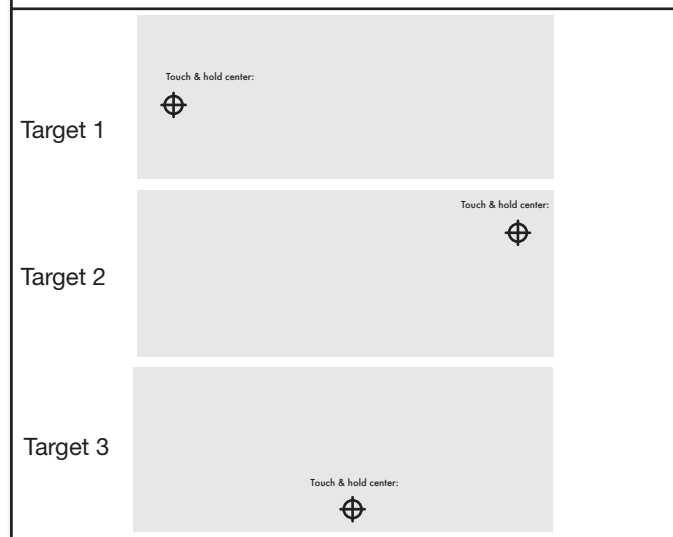 Touch & hold center:
Target 1
Touch & hold center:
Target 2
Target 3
Touch & hold center: